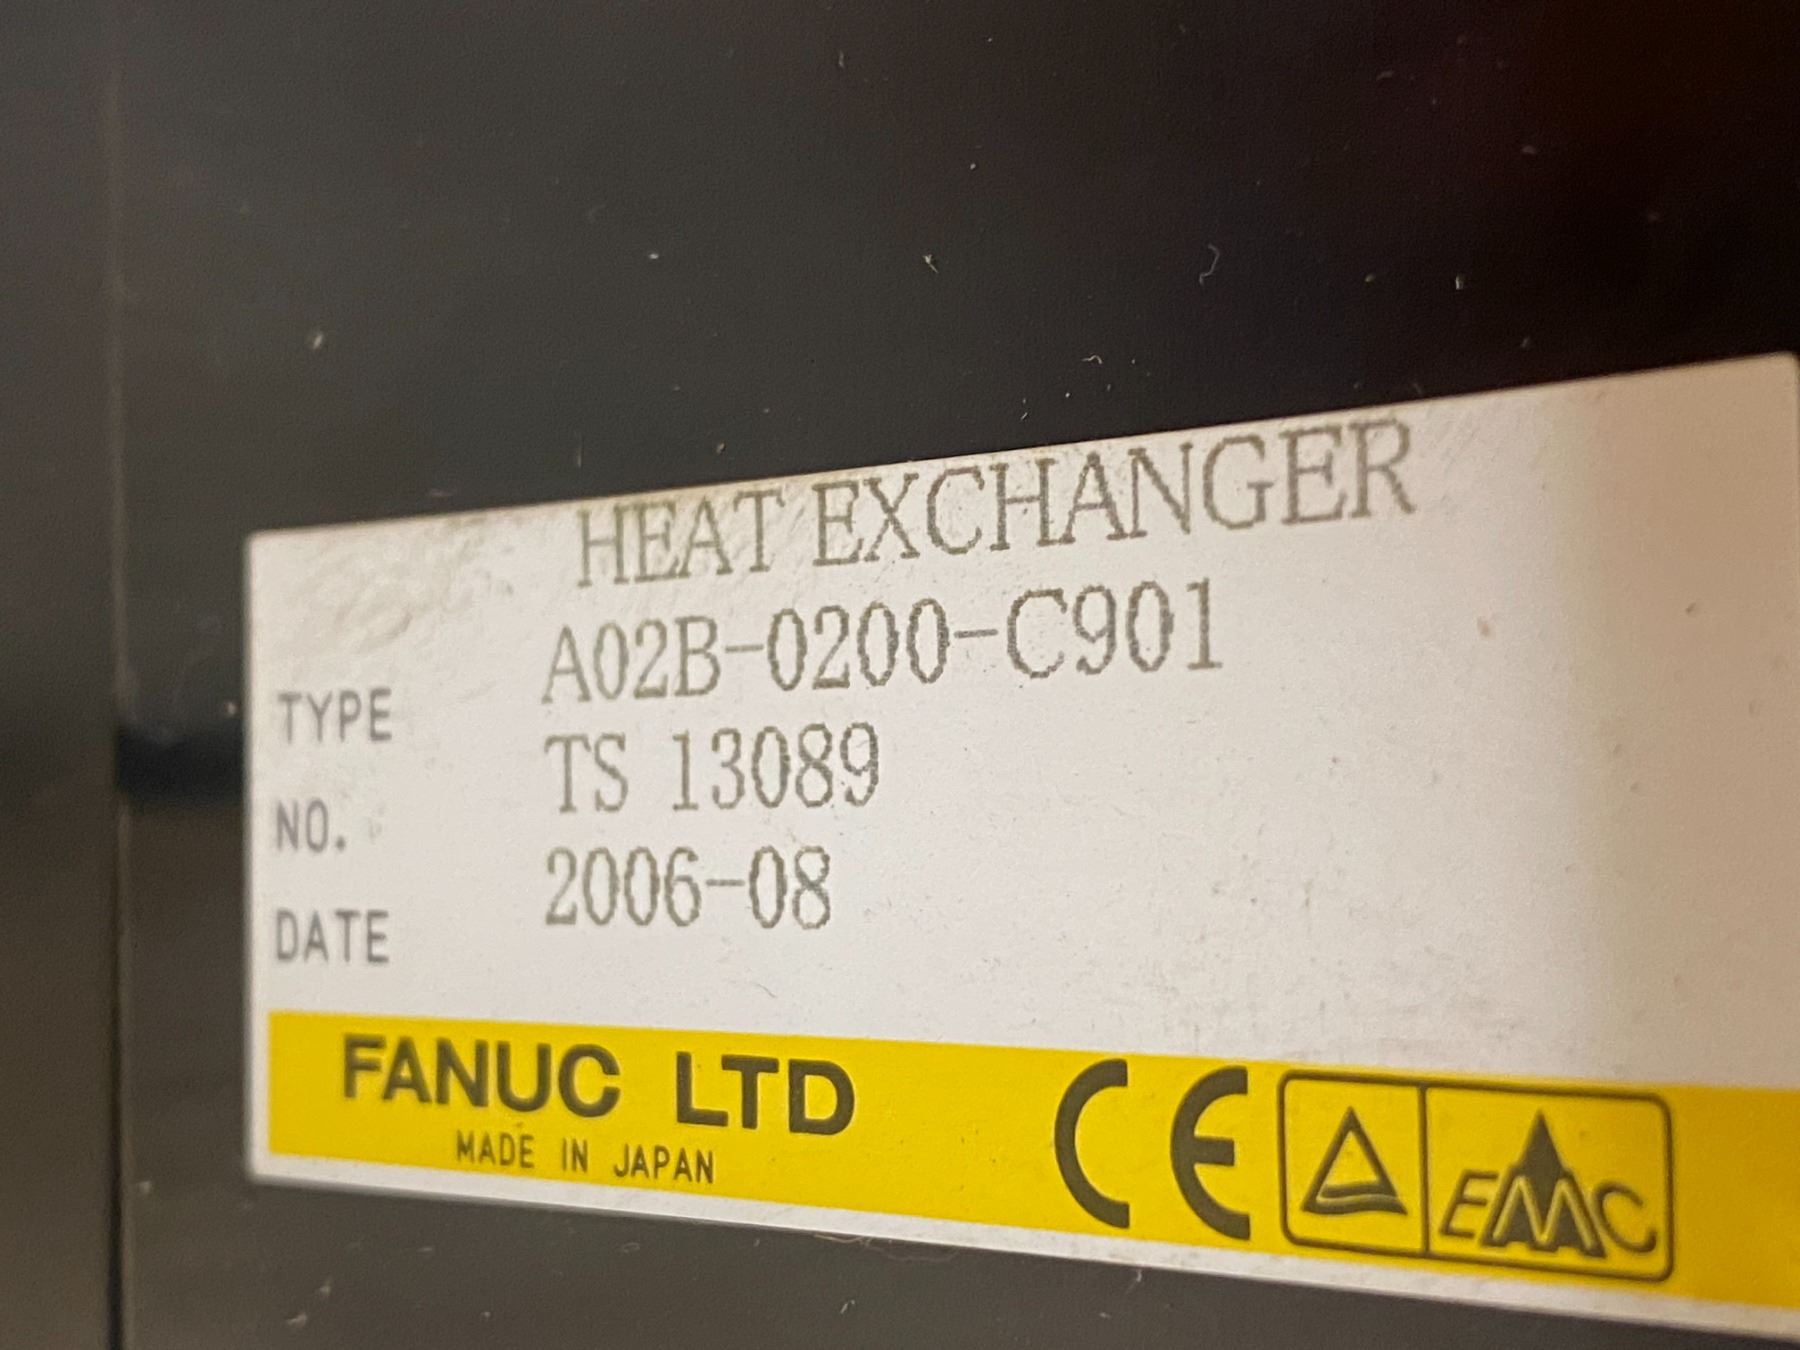 HEAT EXCHANGER
TYPE A02B-0200-C901
NO. TS 13089
DATE 2006-08
FANUC LTD
MADE IN JAPAN
CE
EMC